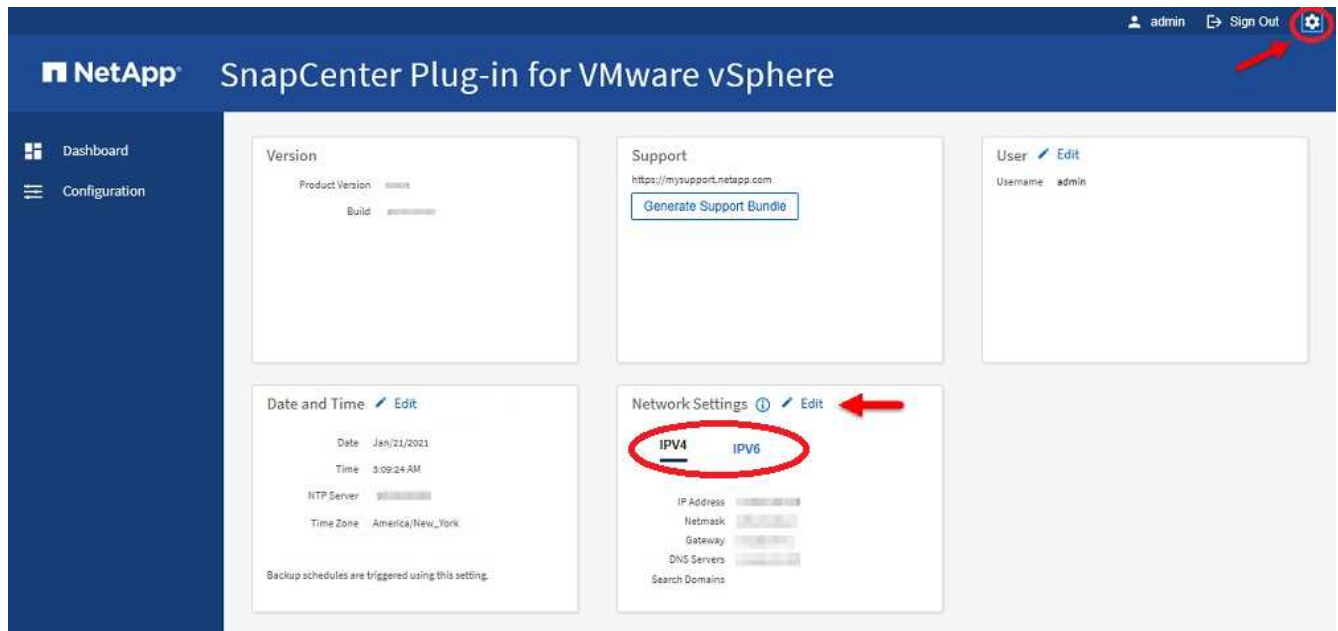 admin Sign Out
NetApp SnapCenter Plug-in for VMware vSphere
Dashboard
Configuration
Version
Product Version
Build
Support
https://mysupport.netapp.com
Generate Support Bundle
User Edit
Username admin
Date and Time Edit
Date Jan/21/2021
Time 3:09:24 AM
NTP Server
Time Zone America/New_York
Backup schedules are triggered using this setting.
Network Settings Edit
IPV4 IPV6
IP Address
Netmask
Gateway
DNS Servers
Search Domains